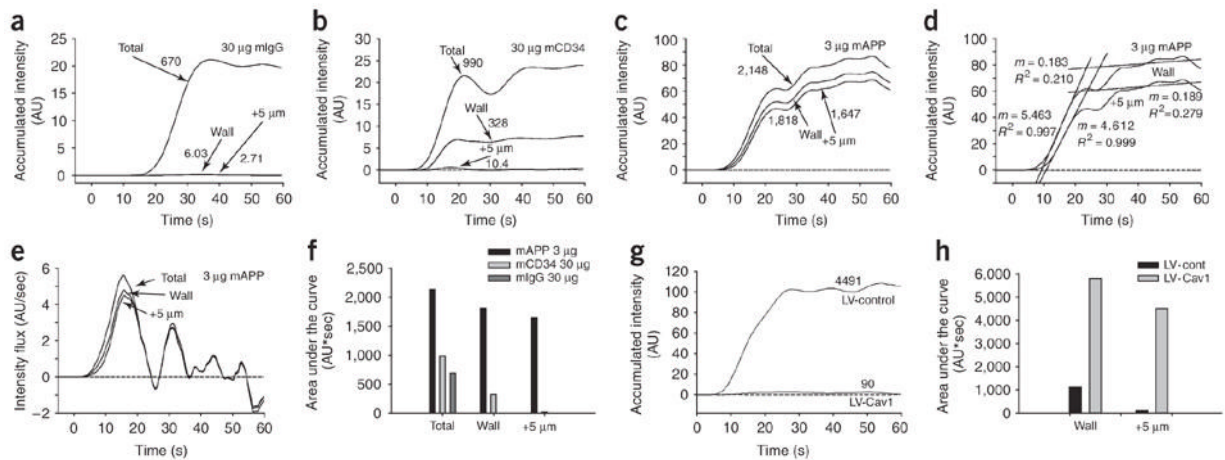 a
30 µg mIgG
Total
670
Wall
+5 µm
6.03
2.71
Accumulated intensity
(AU)
25
20
15
10
5
0
0 10 20 30 40 50 60
Time (s)
b
30 µg mCD34
Total
990
Wall
328
+5 µm
10.4
Accumulated intensity
(AU)
30
25
20
15
10
5
0
0 10 20 30 40 50 60
Time (s)
c
3 µg mAPP
Total
2,148
1,818
Wall
1,647
+5 µm
Accumulated intensity
(AU)
100
80
60
40
20
0
0 10 20 30 40 50 60
Time (s)
d
3 µg mAPP
m = 0.183
R² = 0.210
Wall
+5 µm
m = 0.189
R² = 0.279
m = 5.463
R² = 0.997
m = 4.612
R² = 0.999
Accumulated intensity
(AU)
100
80
60
40
20
0
0 10 20 30 40 50 60
Time (s)
e
3 µg mAPP
Total
Wall
+5 µm
Intensity flux (AU/sec)
6
4
2
0
−2
0 10 20 30 40 50 60
Time (s)
f
mAPP 3 µg
mCD34 30 µg
mIgG 30 µg
Area under the curve
(AU*sec)
2,500
2,000
1,500
1,000
500
0
Total Wall +5 µm
g
4491
LV-control
90
LV-Cav1
Accumulated intensity
(AU)
120
100
80
60
40
20
0
0 10 20 30 40 50 60
Time (s)
h
LV-cont
LV-Cav1
Area under the curve
(AU*sec)
6,000
5,000
4,000
3,000
2,000
1,000
0
Wall +5 µm